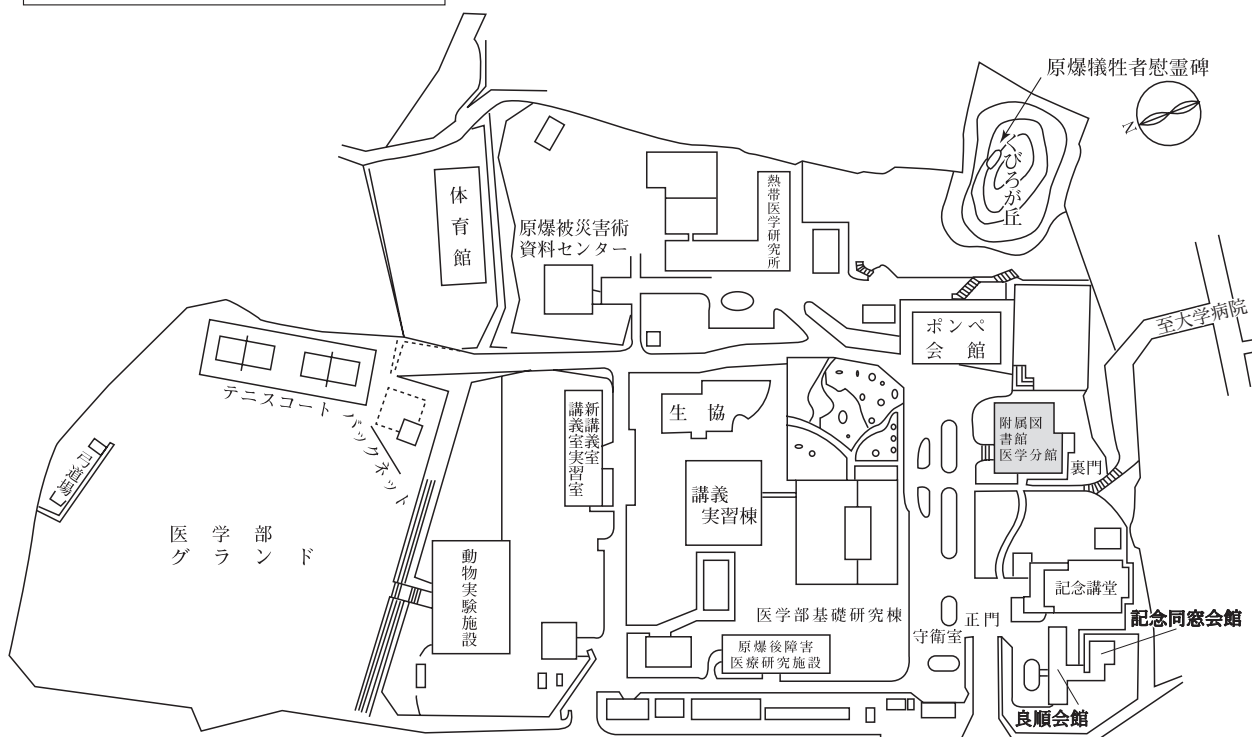 原爆犠牲者慰霊碑
N
ぐびろが丘
体育館
熱帯医学研究所
原爆被災害術
資料センター
至大学病院
ポンペ
会館
テニスコート
バックネット
新講義室
講義室実習室
生協
附属図
書館
医学分館
裏門
弓道場
講義
実習棟
医学部
グランド
動物実験施設
記念講堂
医学部基礎研究棟
正門
守衛室
記念同窓会館
原爆後障害
医療研究施設
良順会館